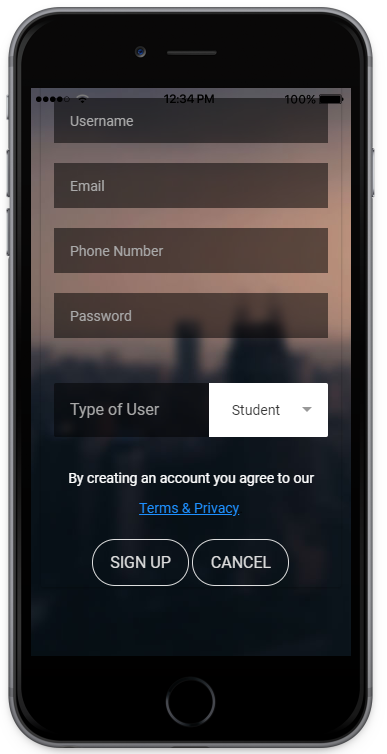 12:34 PM 100%
Username
Email
Phone Number
Password
Type of User Student
By creating an account you agree to our
Terms & Privacy
SIGN UP CANCEL